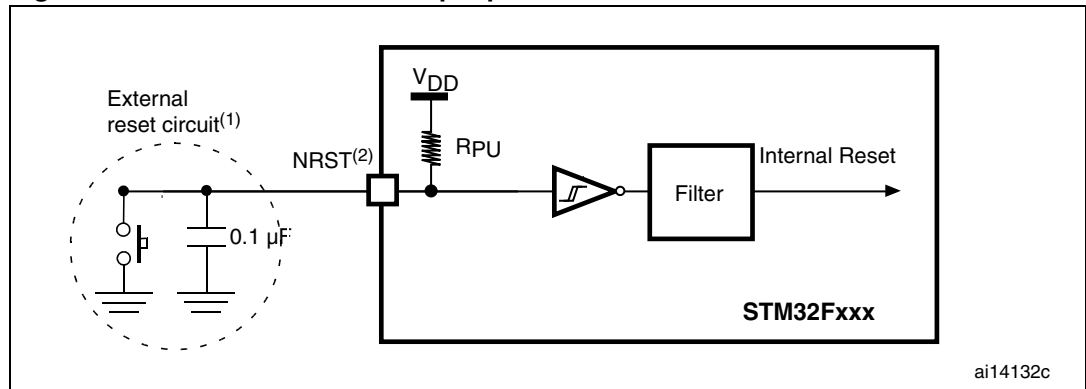 External
reset circuit(1)
VDD
RPU
NRST(2)
Internal Reset
Filter
0.1 µF
STM32Fxxx
ai14132c